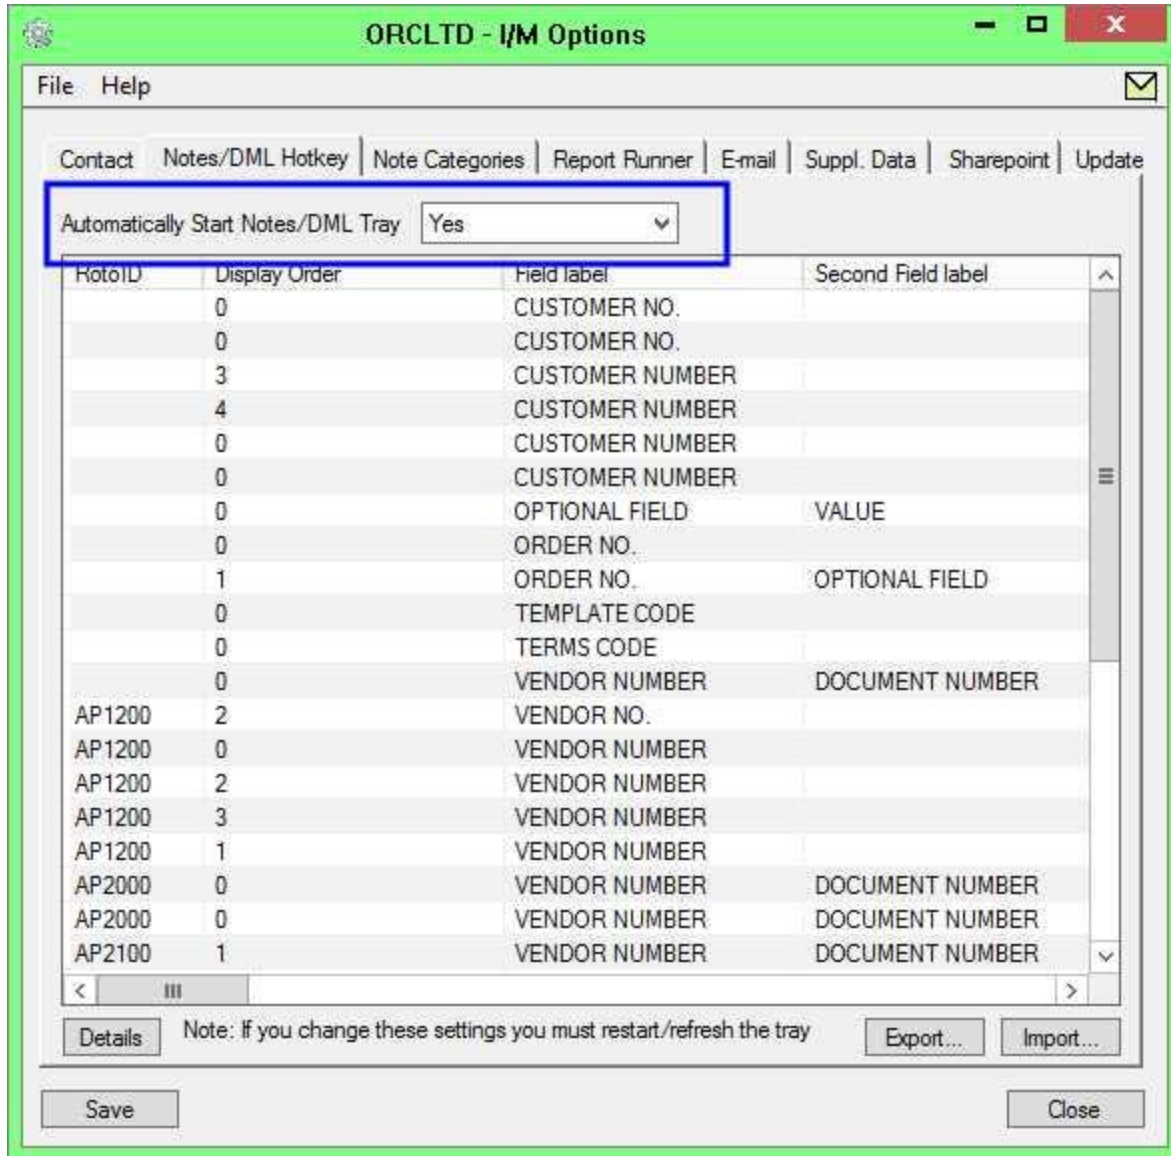 ORCLTD - I/M Options
File Help
Contact Notes/DML Hotkey Note Categories Report Runner E-mail Suppl. Data Sharepoint Update
Automatically Start Notes/DML Tray Yes
RotoID Display Order Field label Second Field label
0 CUSTOMER NO.
0 CUSTOMER NO.
3 CUSTOMER NUMBER
4 CUSTOMER NUMBER
0 CUSTOMER NUMBER
0 CUSTOMER NUMBER
0 OPTIONAL FIELD VALUE
0 ORDER NO.
1 ORDER NO. OPTIONAL FIELD
0 TEMPLATE CODE
0 TERMS CODE
0 VENDOR NUMBER DOCUMENT NUMBER
AP1200 2 VENDOR NO.
AP1200 0 VENDOR NUMBER
AP1200 2 VENDOR NUMBER
AP1200 3 VENDOR NUMBER
AP1200 1 VENDOR NUMBER
AP2000 0 VENDOR NUMBER DOCUMENT NUMBER
AP2000 0 VENDOR NUMBER DOCUMENT NUMBER
AP2100 1 VENDOR NUMBER DOCUMENT NUMBER
Details Note: If you change these settings you must restart/refresh the tray Export... Import...
Save Close